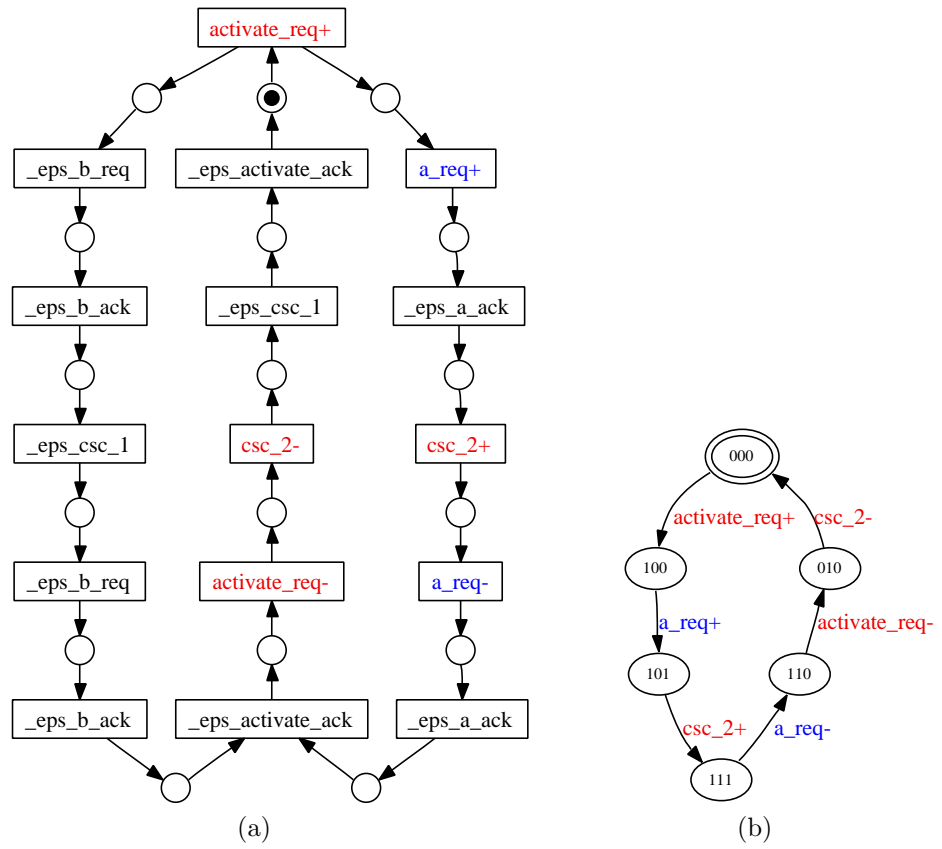 activate_req+
_eps_b_req
_eps_activate_ack
a_req+
_eps_b_ack
_eps_csc_1
_eps_a_ack
_eps_csc_1
csc_2-
csc_2+
_eps_b_req
activate_req-
a_req-
_eps_b_ack
_eps_activate_ack
_eps_a_ack
(a)
000
activate_req+
csc_2-
100
010
a_req+
activate_req-
101
110
csc_2+
a_req-
111
(b)